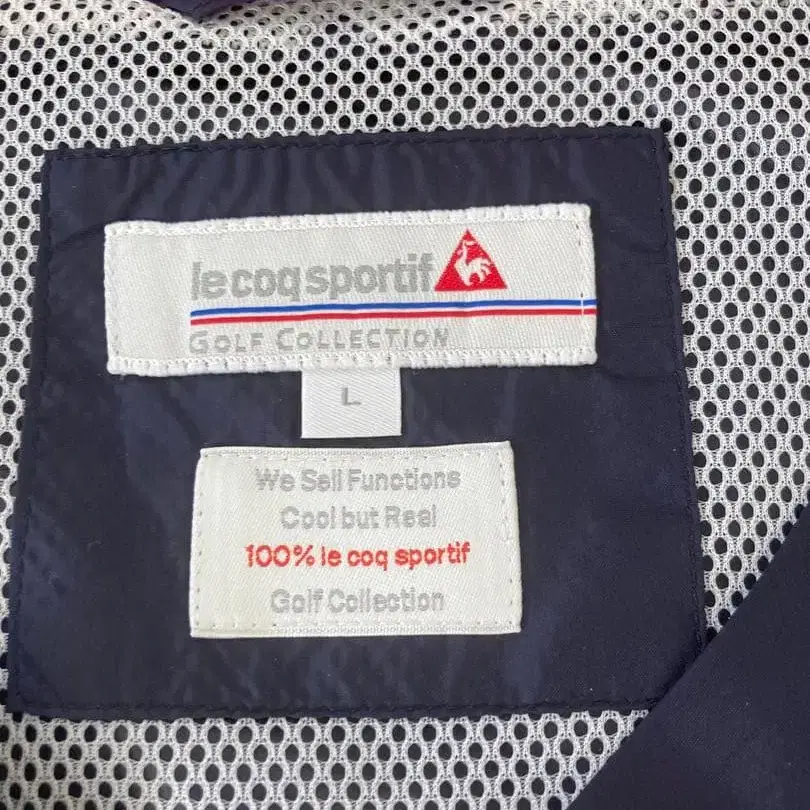 le coq sportif
GOLF COLLECTION
L
We Sell Functions
Cool but Real
100% le coq sportif
Golf Collection